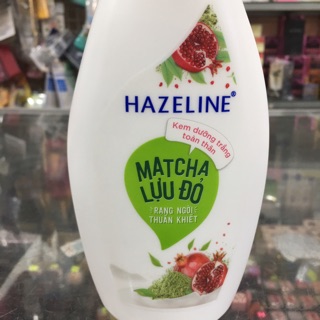 HAZELINE®
Kem dưỡng trắng
toàn thân
MATCHA
LỰU ĐỎ
RẠNG NGỜI
THUẦN KHIẾT